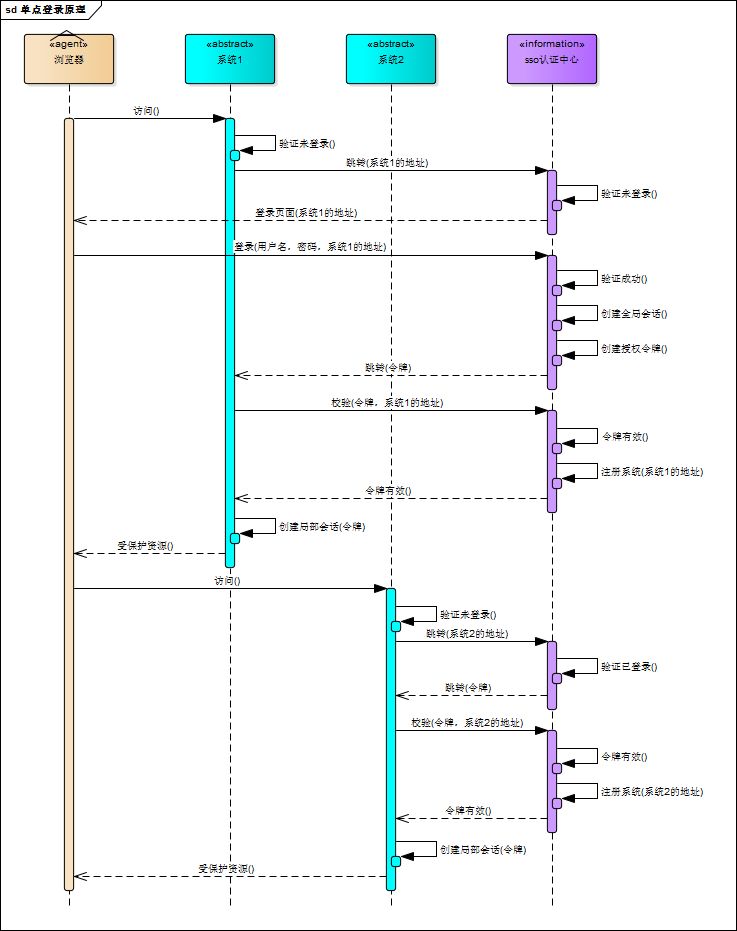 sd 单点登录原理
«agent»
浏览器
«abstract»
系统1
«abstract»
系统2
«information»
sso认证中心
访问()
验证未登录()
跳转(系统1的地址)
验证未登录()
登录页面(系统1的地址)
登录(用户名，密码，系统1的地址)
验证成功()
创建全局会话()
创建授权令牌()
跳转(令牌)
校验(令牌，系统1的地址)
令牌有效()
注册系统(系统1的地址)
令牌有效()
创建局部会话(令牌)
受保护资源()
访问()
验证未登录()
跳转(系统2的地址)
验证已登录()
跳转(令牌)
校验(令牌，系统2的地址)
令牌有效()
注册系统(系统2的地址)
令牌有效()
创建局部会话(令牌)
受保护资源()